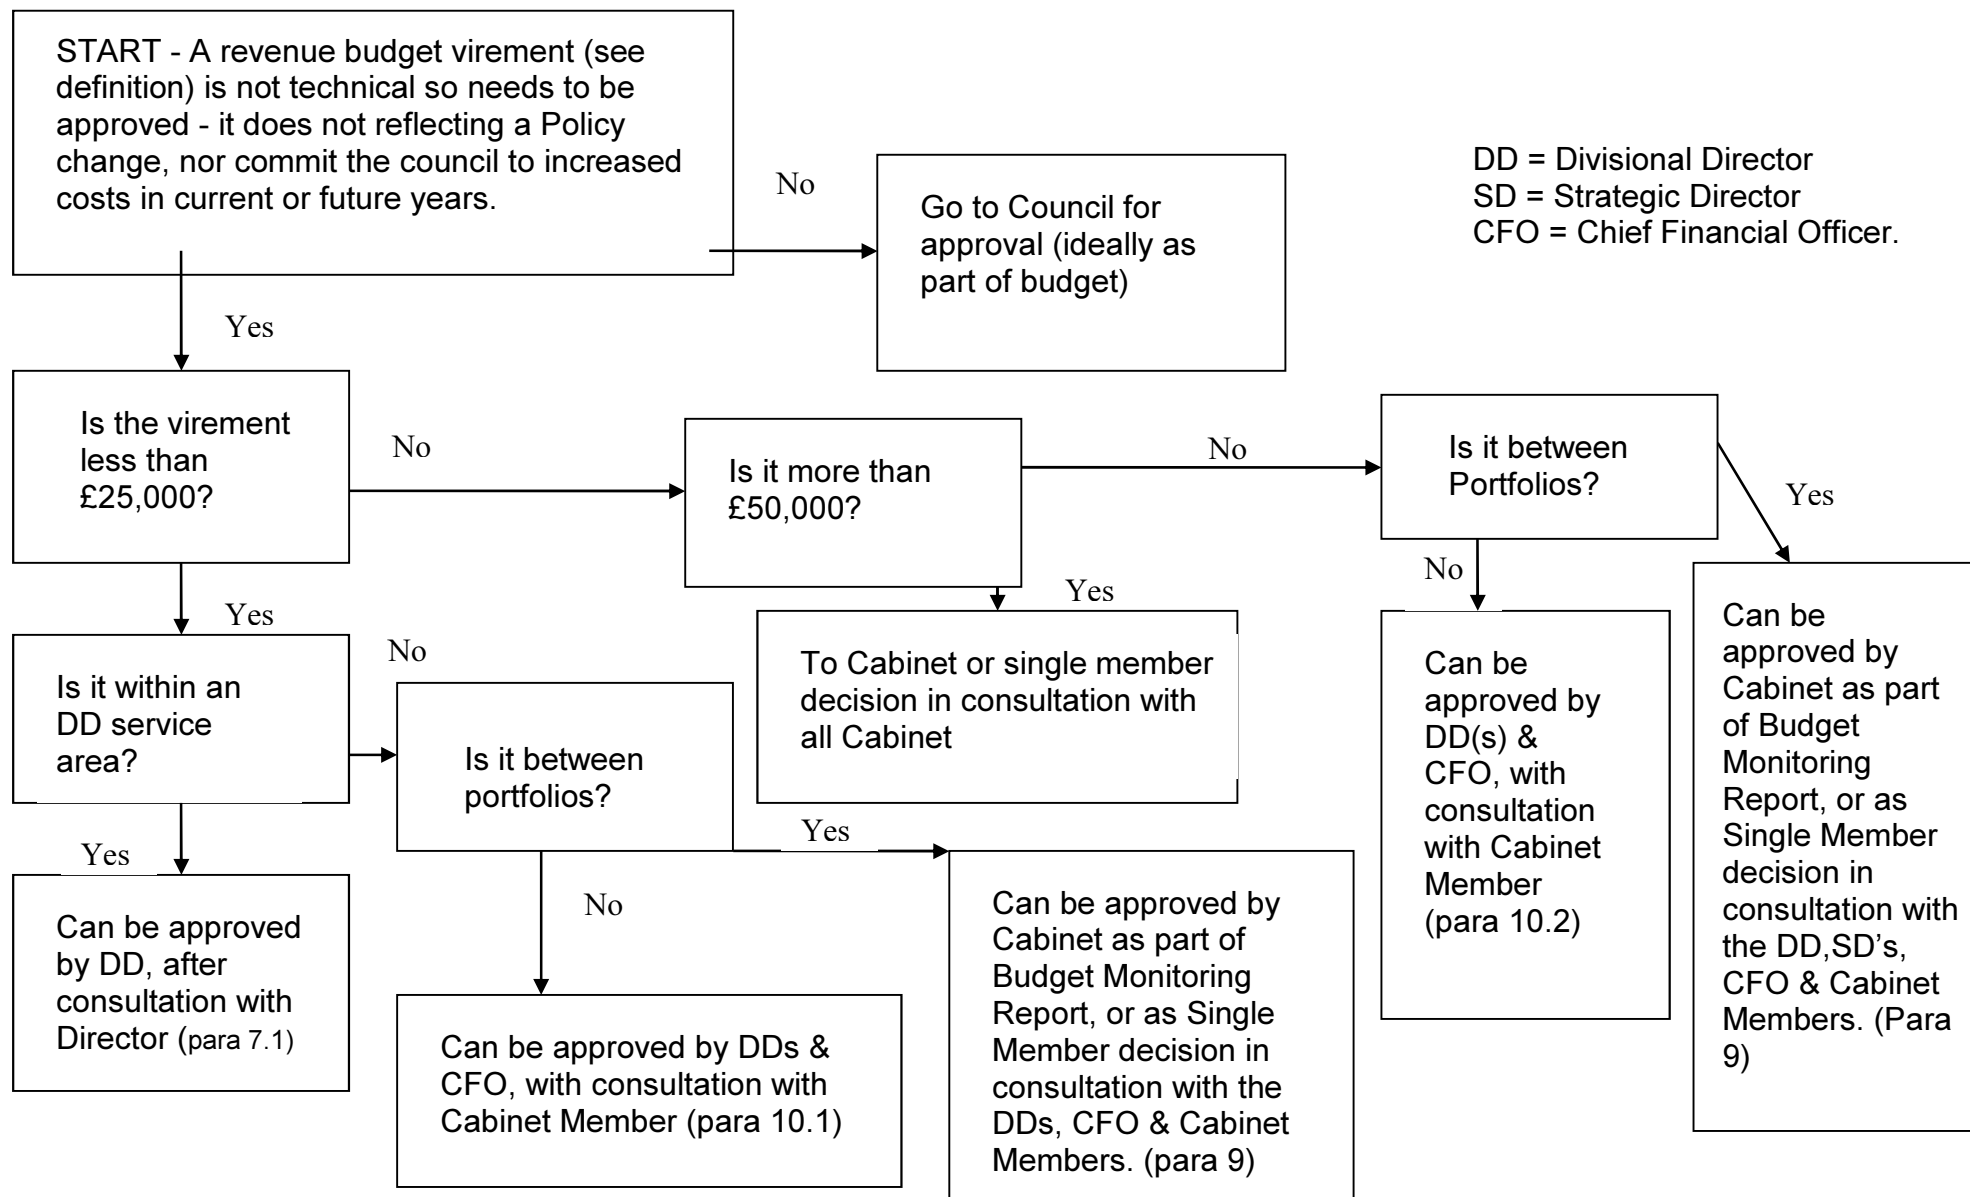 START - A revenue budget virement (see
definition) is not technical so needs to be
approved - it does not reflecting a Policy
change, nor commit the council to increased
costs in current or future years.
No
Go to Council for
approval (ideally as
part of budget)
DD = Divisional Director
SD = Strategic Director
CFO = Chief Financial Officer.
Yes
Is the virement
less than
£25,000?
No
Is it more than
£50,000?
No
Is it between
Portfolios?
Yes
Yes
Is it within an
DD service
area?
No
Is it between
portfolios?
Yes
To Cabinet or single member
decision in consultation with
all Cabinet
No
Can be
approved by
DD(s) &
CFO, with
consultation
with Cabinet
Member
(para 10.2)
Can be
approved by
Cabinet as part
of Budget
Monitoring
Report, or as
Single Member
decision in
consultation with
the DD,SD’s,
CFO & Cabinet
Members. (Para
9)
Yes
Can be approved
by DD, after
consultation with
Director (para 7.1)
No
Can be approved by DDs &
CFO, with consultation with
Cabinet Member (para 10.1)
Yes
Can be approved by
Cabinet as part of
Budget Monitoring
Report, or as Single
Member decision in
consultation with the
DDs, CFO & Cabinet
Members. (para 9)